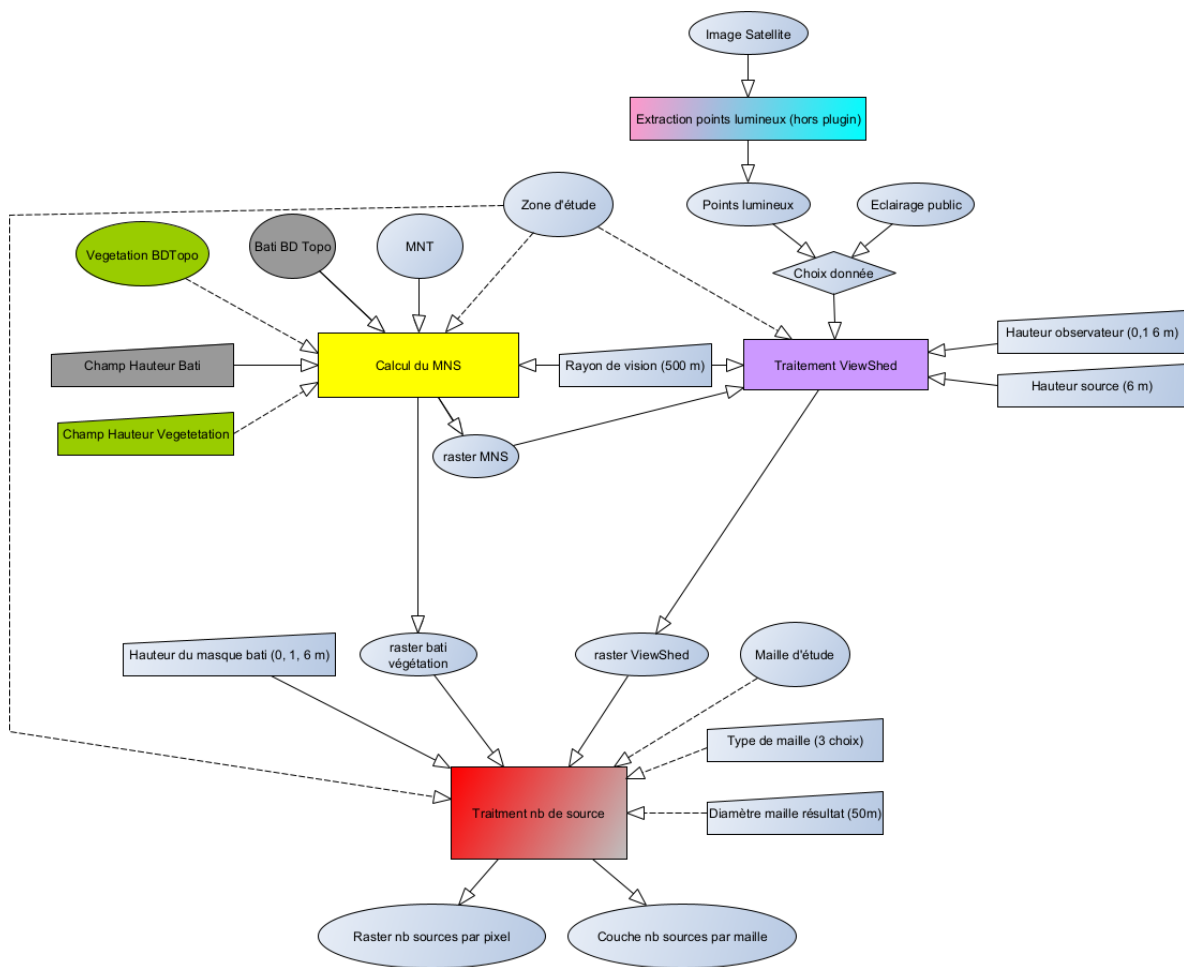 Image Satellite
Extraction points lumineux (hors plugin)
Zone d'étude
Points lumineux
Eclairage public
Vegetation BDTopo
Bati BD Topo
MNT
Choix donnée
Hauteur observateur (0,1 6 m)
Champ Hauteur Bati
Calcul du MNS
Rayon de vision (500 m)
Traitement ViewShed
Hauteur source (6 m)
Champ Hauteur Vegetetation
raster MNS
Hauteur du masque bati (0, 1, 6 m)
raster bati
végétation
raster ViewShed
Maille d'étude
Type de maille (3 choix)
Traitment nb de source
Diamètre maille résultat (50m)
Raster nb sources par pixel
Couche nb sources par maille